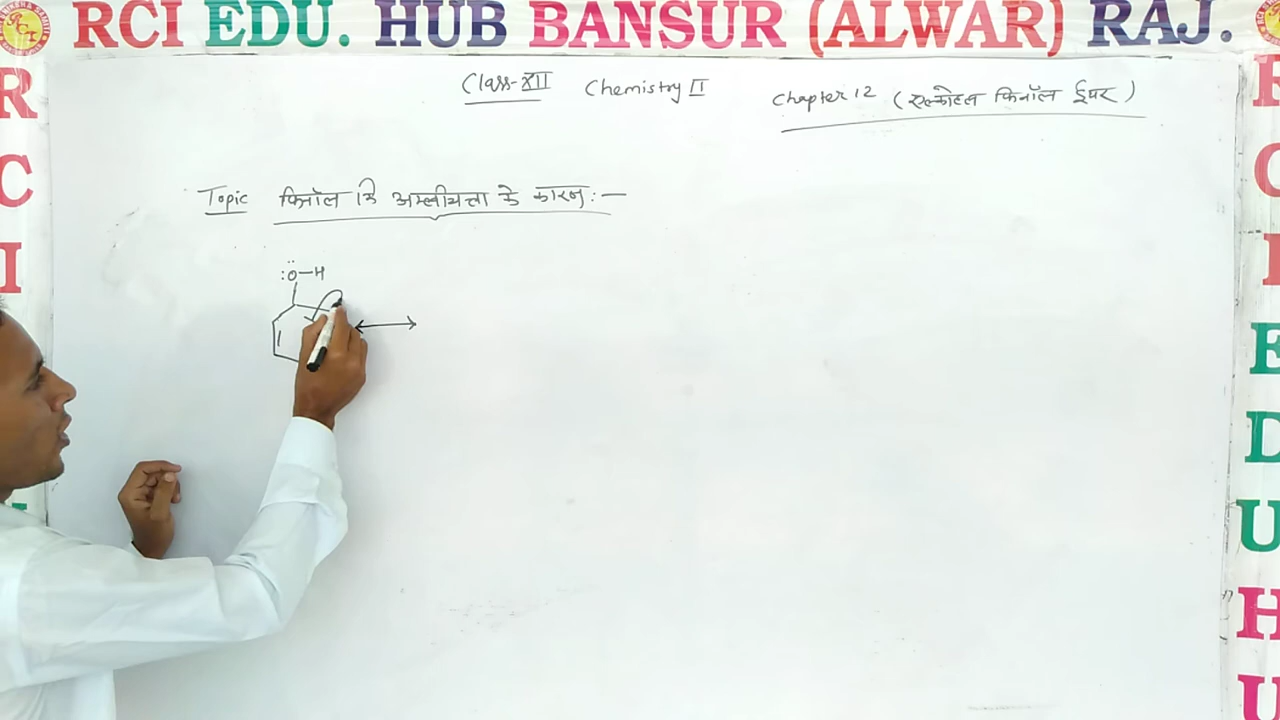 RCI EDU. HUB BANSUR (ALWAR) RAJ.
Class-XII Chemistry II Chapter 12 (एल्कोहल फिनॉल ईथर)
Topic फिनॉल कि अम्लीयता के कारण :—
:Ö—H
R
C
I
E
D
U
H
U